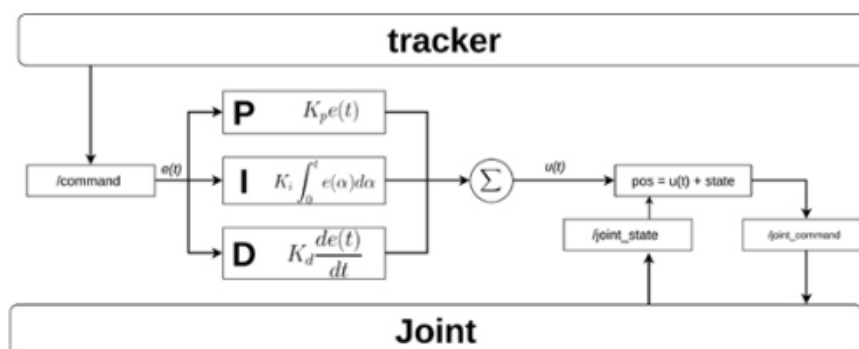 tracker
P K_p e(t)
/command e(t) I K_i ∫_0^t e(α)dα ∑ u(t) pos = u(t) + state
D K_d de(t)/dt /joint_state /joint_command
Joint